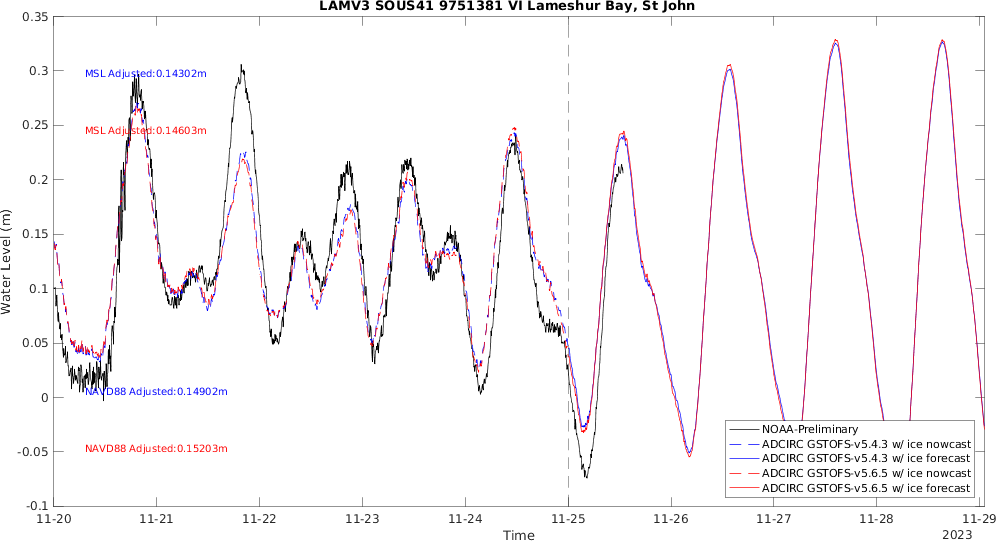 LAMV3 SOUS41 9751381 VI Lameshur Bay, St John
0.35
0.3
0.25
0.2
0.15
0.1
0.05
0
-0.05
-0.1
Water Level (m)
MSL Adjusted:0.14302m
MSL Adjusted:0.14603m
NAVD88 Adjusted:0.14902m
NAVD88 Adjusted:0.15203m
NOAA-Preliminary
ADCIRC GSTOFS-v5.4.3 w/ ice nowcast
ADCIRC GSTOFS-v5.4.3 w/ ice forecast
ADCIRC GSTOFS-v5.6.5 w/ ice nowcast
ADCIRC GSTOFS-v5.6.5 w/ ice forecast
11-20 11-21 11-22 11-23 11-24 11-25 11-26 11-27 11-28 11-29
Time
2023